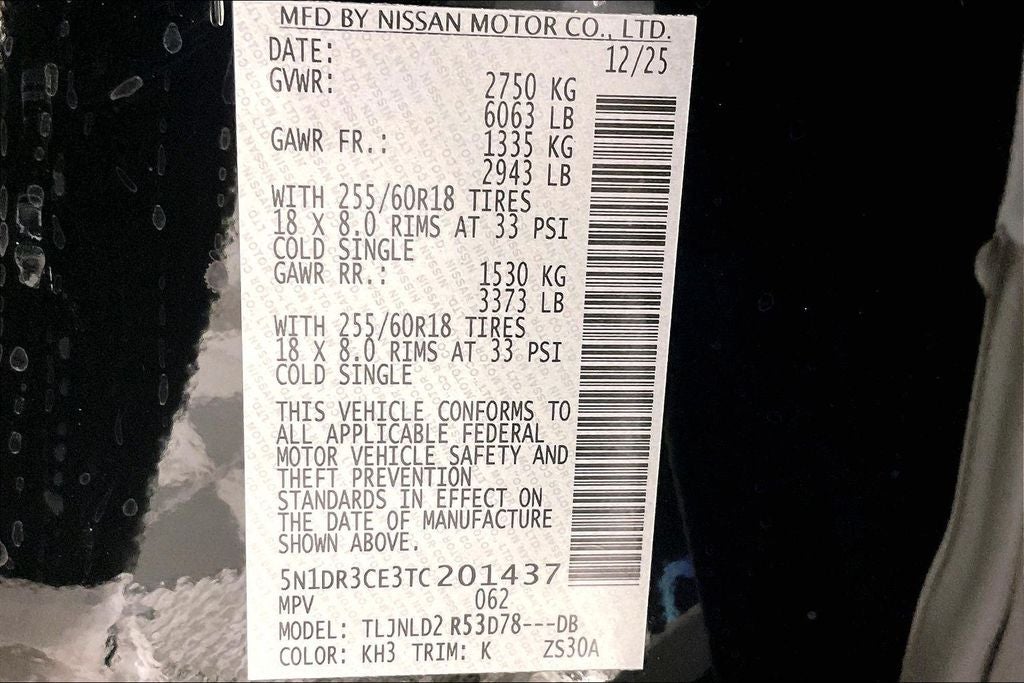 MFD BY NISSAN MOTOR CO., LTD.
DATE: 12/25
GVWR: 2750 KG
6063 LB
GAWR FR.: 1335 KG
2943 LB
WITH 255/60R18 TIRES
18 X 8.0 RIMS AT 33 PSI
COLD SINGLE
GAWR RR.: 1530 KG
3373 LB
WITH 255/60R18 TIRES
18 X 8.0 RIMS AT 33 PSI
COLD SINGLE
THIS VEHICLE CONFORMS TO
ALL APPLICABLE FEDERAL
MOTOR VEHICLE SAFETY AND
THEFT PREVENTION
STANDARDS IN EFFECT ON
THE DATE OF MANUFACTURE
SHOWN ABOVE.
5N1DR3CE3TC201437
MPV 062
MODEL: TLJNLD2 R53D78---DB
COLOR: KH3 TRIM: K ZS30A